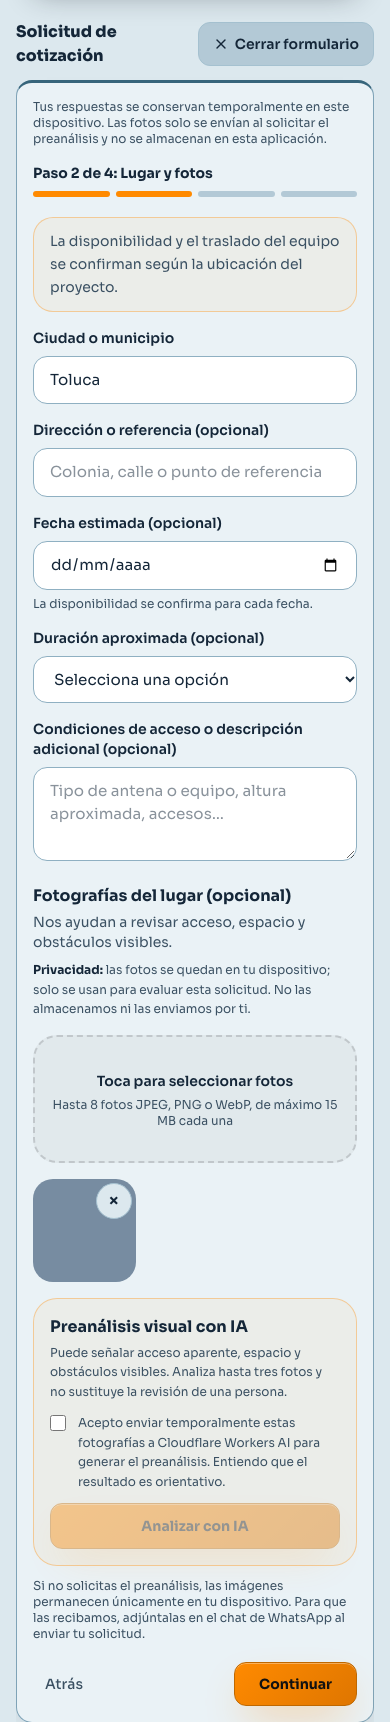 Solicitud de
cotización
× Cerrar formulario
Tus respuestas se conservan temporalmente en este
dispositivo. Las fotos solo se envían al solicitar el
preanálisis y no se almacenan en esta aplicación.
Paso 2 de 4: Lugar y fotos
La disponibilidad y el traslado del equipo
se confirman según la ubicación del
proyecto.
Ciudad o municipio
Toluca
Dirección o referencia (opcional)
Colonia, calle o punto de referencia
Fecha estimada (opcional)
dd/mm/aaaa
La disponibilidad se confirma para cada fecha.
Duración aproximada (opcional)
Selecciona una opción
Condiciones de acceso o descripción
adicional (opcional)
Tipo de antena o equipo, altura
aproximada, accesos...
Fotografías del lugar (opcional)
Nos ayudan a revisar acceso, espacio y
obstáculos visibles.
Privacidad: las fotos se quedan en tu dispositivo;
solo se usan para evaluar esta solicitud. No las
almacenamos ni las enviamos por ti.
Toca para seleccionar fotos
Hasta 8 fotos JPEG, PNG o WebP, de máximo 15
MB cada una
×
Preanálisis visual con IA
Puede señalar acceso aparente, espacio y
obstáculos visibles. Analiza hasta tres fotos y
no sustituye la revisión de una persona.
Acepto enviar temporalmente estas
fotografías a Cloudflare Workers AI para
generar el preanálisis. Entiendo que el
resultado es orientativo.
Analizar con IA
Si no solicitas el preanálisis, las imágenes
permanecen únicamente en tu dispositivo. Para que
las recibamos, adjúntalas en el chat de WhatsApp al
enviar tu solicitud.
Atrás
Continuar